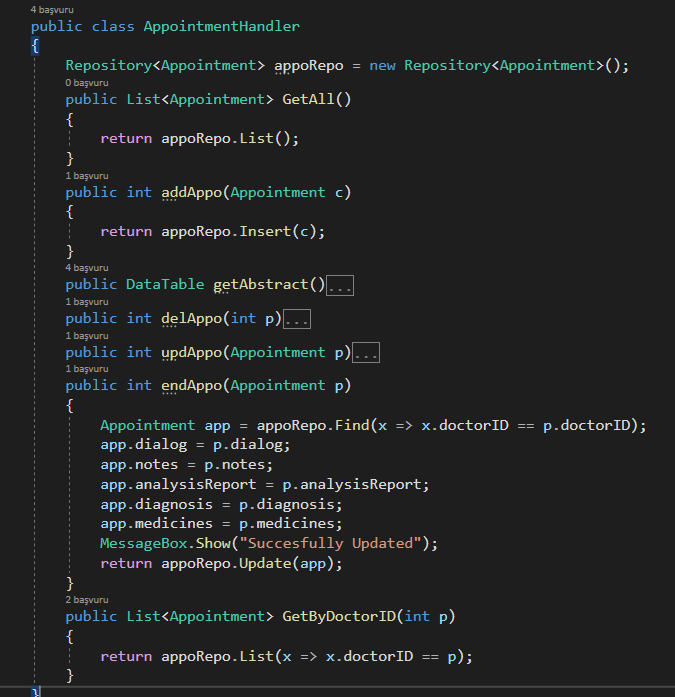 4 başvuru
public class AppointmentHandler
{
Repository<Appointment> appoRepo = new Repository<Appointment>();
0 başvuru
public List<Appointment> GetAll()
{
return appoRepo.List();
}
1 başvuru
public int addAppo(Appointment c)
{
return appoRepo.Insert(c);
}
4 başvuru
public DataTable getAbstract()...
1 başvuru
public int delAppo(int p)...
1 başvuru
public int updAppo(Appointment p)...
1 başvuru
public int endAppo(Appointment p)
{
Appointment app = appoRepo.Find(x => x.doctorID == p.doctorID);
app.dialog = p.dialog;
app.notes = p.notes;
app.analysisReport = p.analysisReport;
app.diagnosis = p.diagnosis;
app.medicines = p.medicines;
MessageBox.Show("Succesfully Updated");
return appoRepo.Update(app);
}
2 başvuru
public List<Appointment> GetByDoctorID(int p)
{
return appoRepo.List(x => x.doctorID == p);
}
}